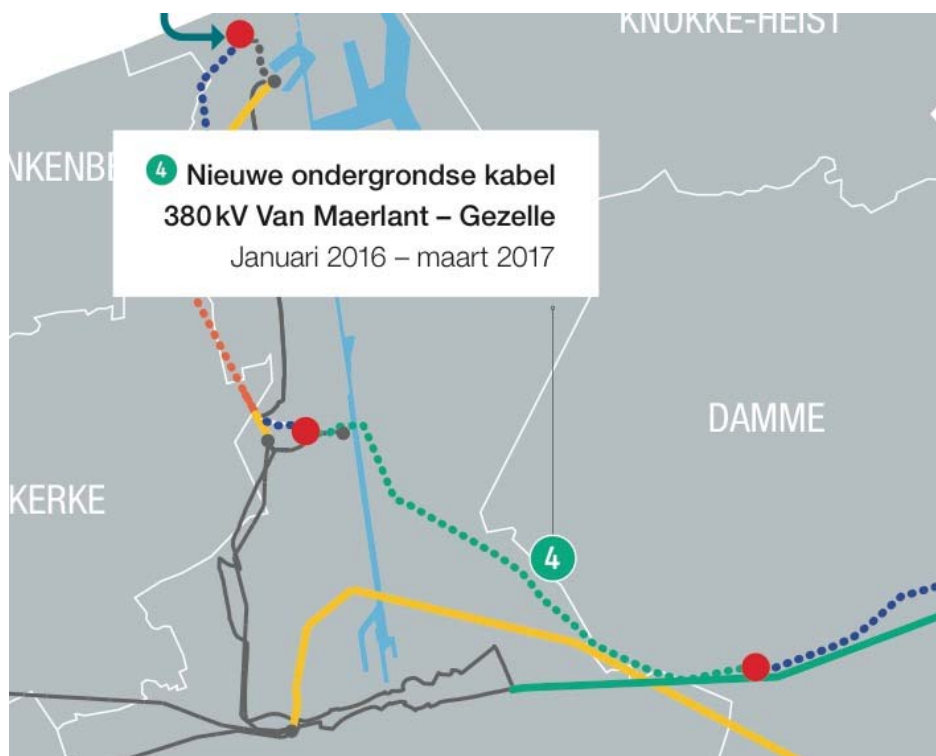 KNOKKE-HEIST
NKENBE
4 Nieuwe ondergrondse kabel
380 kV Van Maerlant – Gezelle
Januari 2016 – maart 2017
DAMME
KERKE
4